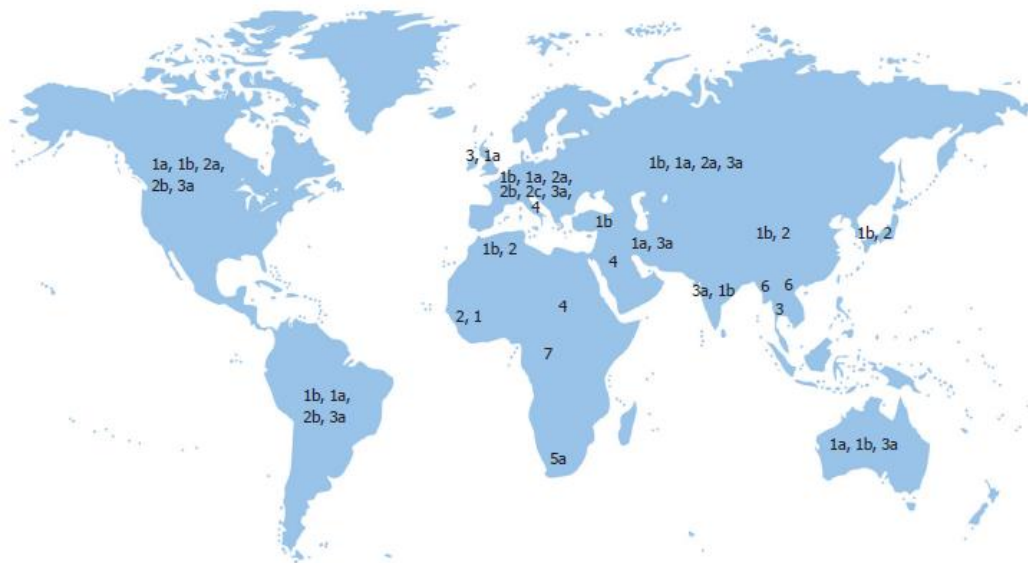 1a, 1b, 2a,
2b, 3a
3, 1a
1b, 1a, 2a,
2b, 2c, 3a,
4
1b, 1a, 2a, 3a
1b
1b, 2
1a, 3a
4
1b, 2
1b, 2
3a, 1b
6
6
3
2, 1
4
7
5a
1b, 1a,
2b, 3a
1a, 1b, 3a